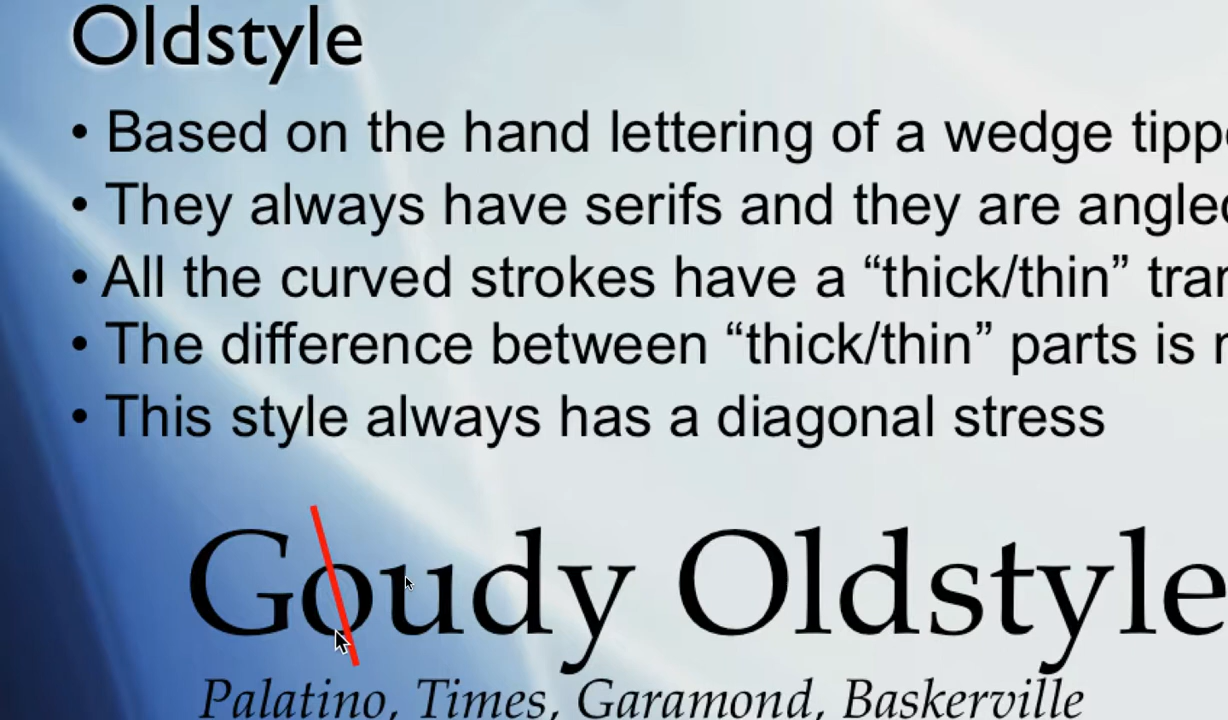 Oldstyle
• Based on the hand lettering of a wedge
• They always have serifs and they are
• All the curved strokes have a “thick/thin”
• The difference between “thick/thin” parts is
• This style always has a diagonal stress
Goudy Oldstyle
Palatino, Times, Garamond, Baskerville